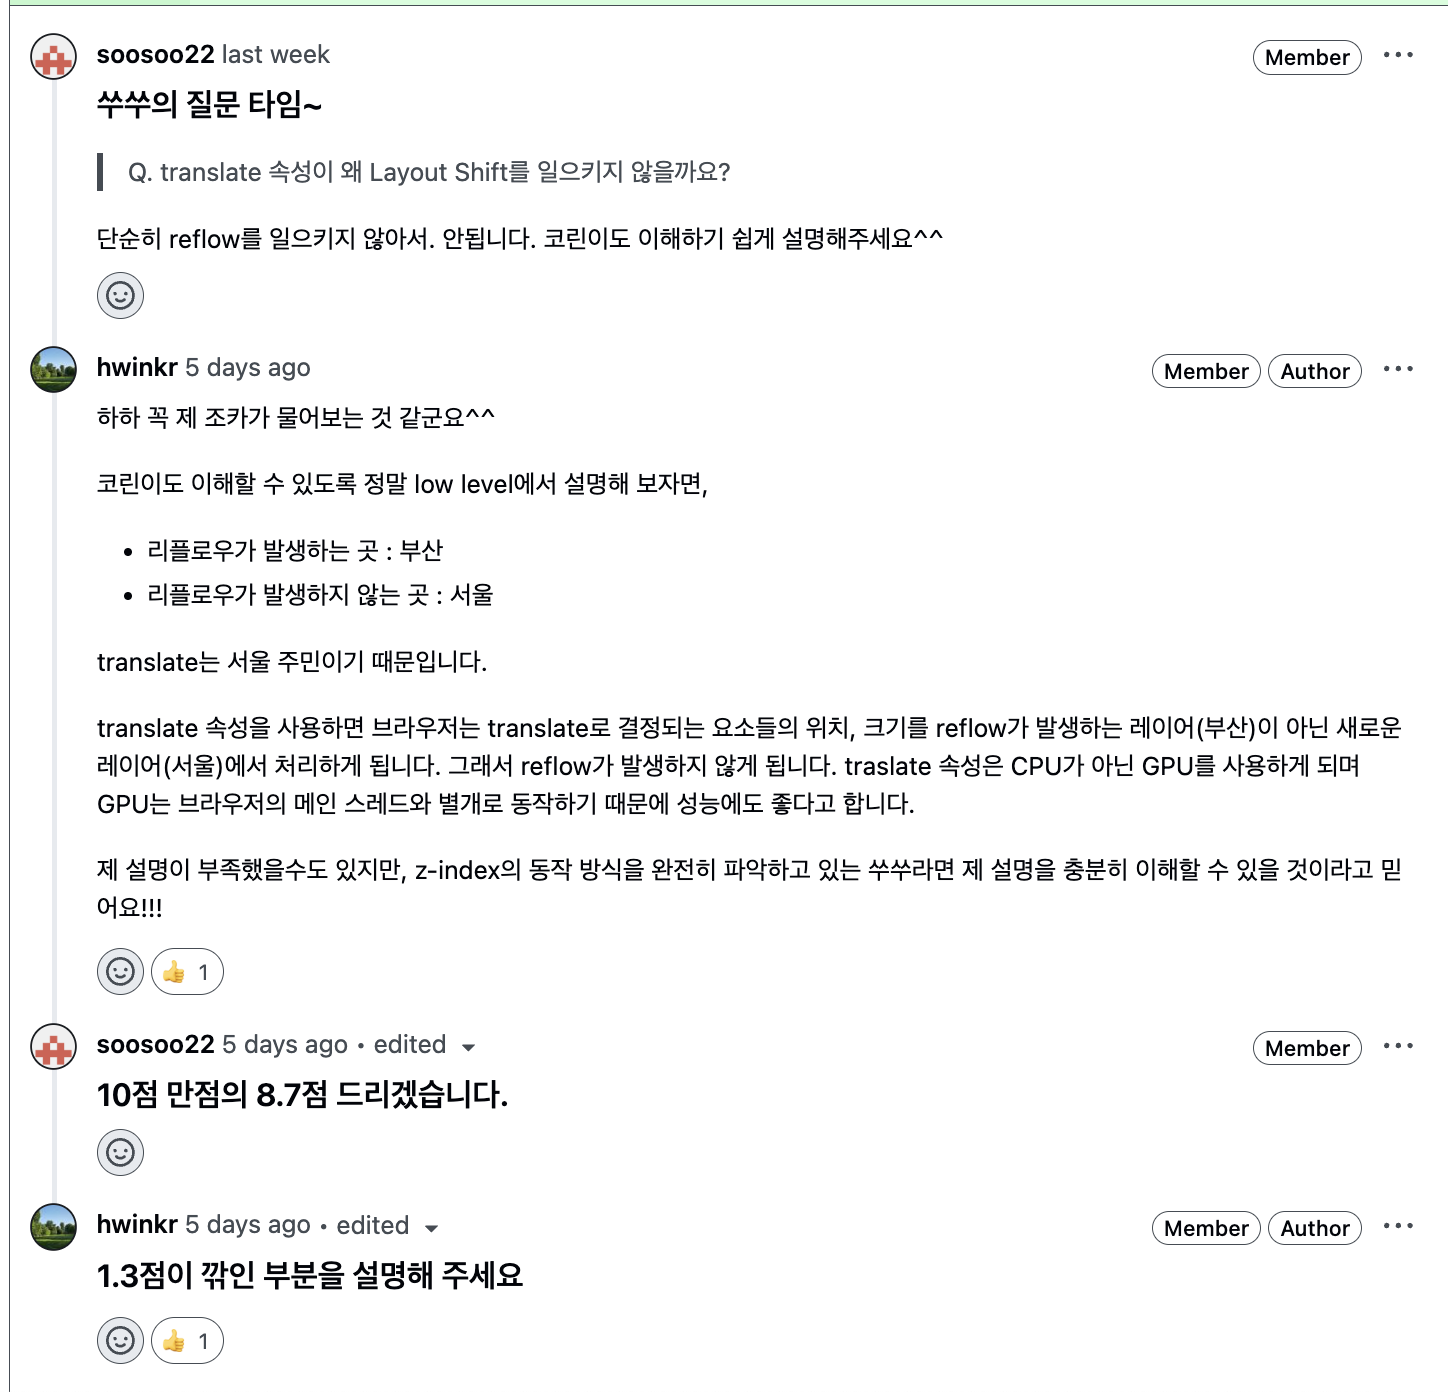 soosoo22 last week
Member
쑤쑤의 질문 타임~
Q. translate 속성이 왜 Layout Shift를 일으키지 않을까요?
단순히 reflow를 일으키지 않아서. 안됩니다. 코린이도 이해하기 쉽게 설명해주세요^^
hwinkr 5 days ago
Member Author
하하 꼭 제 조카가 물어보는 것 같군요^^
코린이도 이해할 수 있도록 정말 low level에서 설명해 보자면,
• 리플로우가 발생하는 곳 : 부산
• 리플로우가 발생하지 않는 곳 : 서울
translate는 서울 주민이기 때문입니다.
translate 속성을 사용하면 브라우저는 translate로 결정되는 요소들의 위치, 크기를 reflow가 발생하는 레이어(부산)이 아닌 새로운
레이어(서울)에서 처리하게 됩니다. 그래서 reflow가 발생하지 않게 됩니다. traslate 속성은 CPU가 아닌 GPU를 사용하게 되며
GPU는 브라우저의 메인 스레드와 별개로 동작하기 때문에 성능에도 좋다고 합니다.
제 설명이 부족했을수도 있지만, z-index의 동작 방식을 완전히 파악하고 있는 쑤쑤라면 제 설명을 충분히 이해할 수 있을 것이라고 믿
어요!!!
👍 1
soosoo22 5 days ago • edited
Member
10점 만점의 8.7점 드리겠습니다.
hwinkr 5 days ago • edited
Member Author
1.3점이 깎인 부분을 설명해 주세요
👍 1